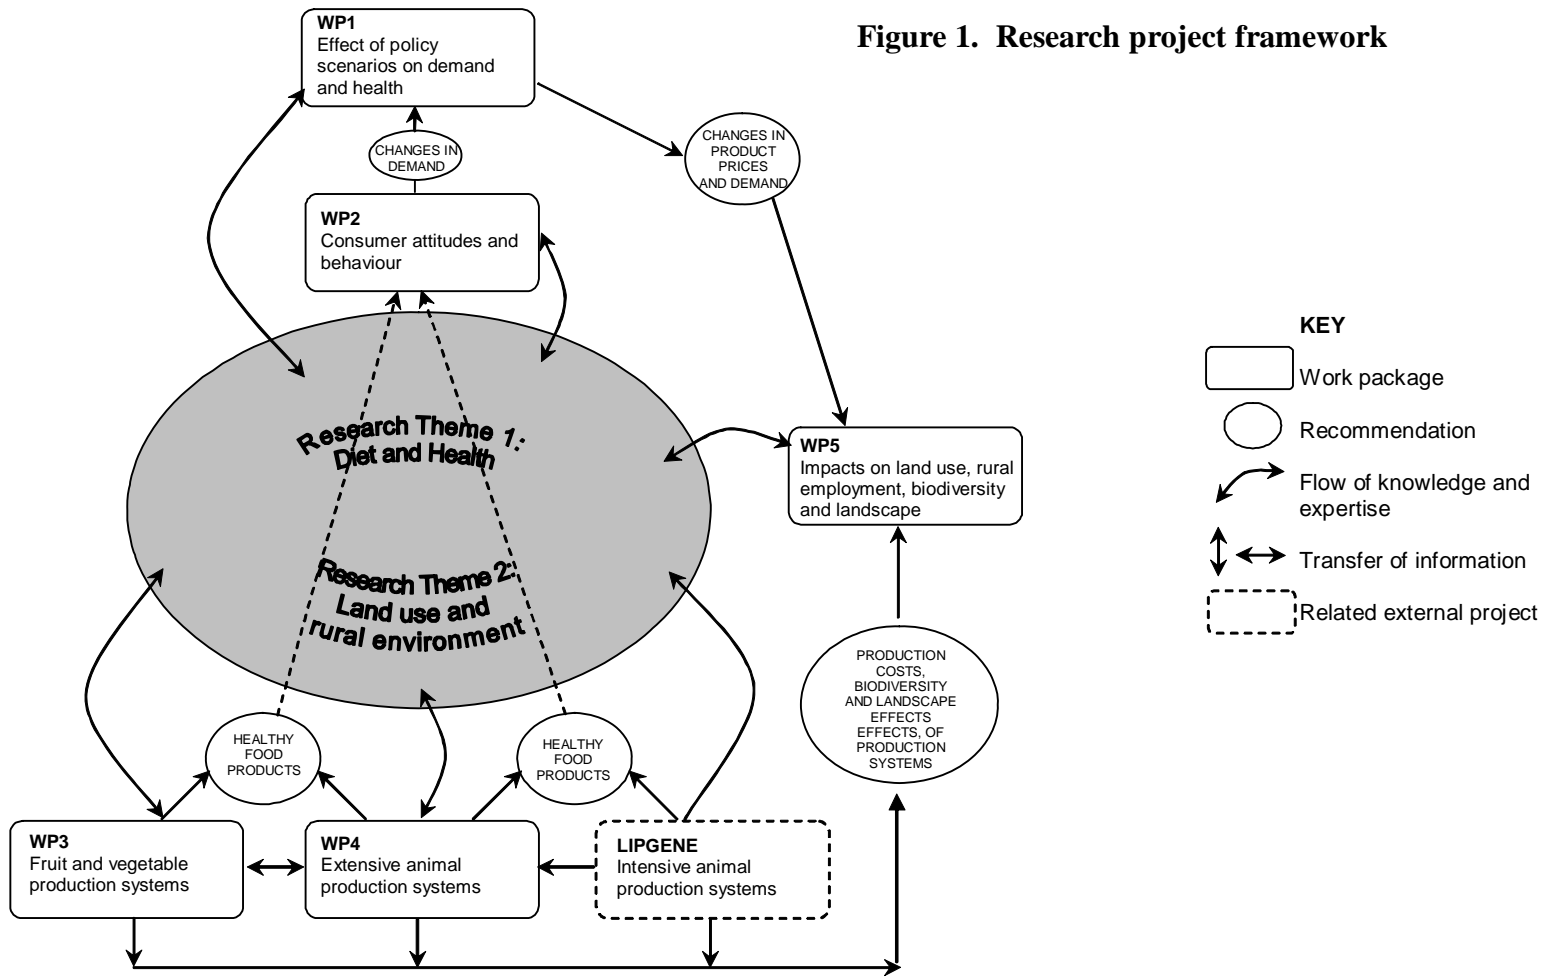 Figure 1.  Research project framework
WP1
Effect of policy
scenarios on demand
and health
CHANGES IN
DEMAND
CHANGES IN
PRODUCT
PRICES
AND DEMAND
WP2
Consumer attitudes and
behaviour
Research Theme 1:
Diet and Health
Research Theme 2:
Land use and
rural environment
WP5
Impacts on land use, rural
employment, biodiversity
and landscape
PRODUCTION
COSTS,
BIODIVERSITY
AND LANDSCAPE
EFFECTS
EFFECTS, OF
PRODUCTION
SYSTEMS
HEALTHY
FOOD
PRODUCTS
HEALTHY
FOOD
PRODUCTS
WP3
Fruit and vegetable
production systems
WP4
Extensive animal
production systems
LIPGENE
Intensive animal
production systems
KEY
Work package
Recommendation
Flow of knowledge and
expertise
Transfer of information
Related external project